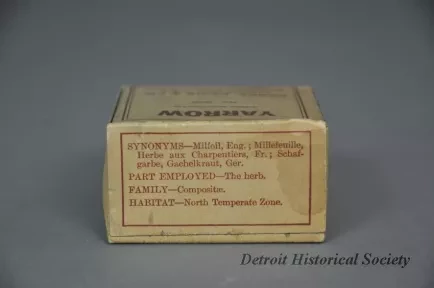 YARROW
SYNONYMS—Milfoil, Eng.; Millefeuille,
Herbe aux Charpentiers, Fr.; Schaf-
garbe, Gachelkraut, Ger.
PART EMPLOYED—The herb.
FAMILY—Compositæ.
HABITAT—North Temperate Zone.
Detroit Historical Society